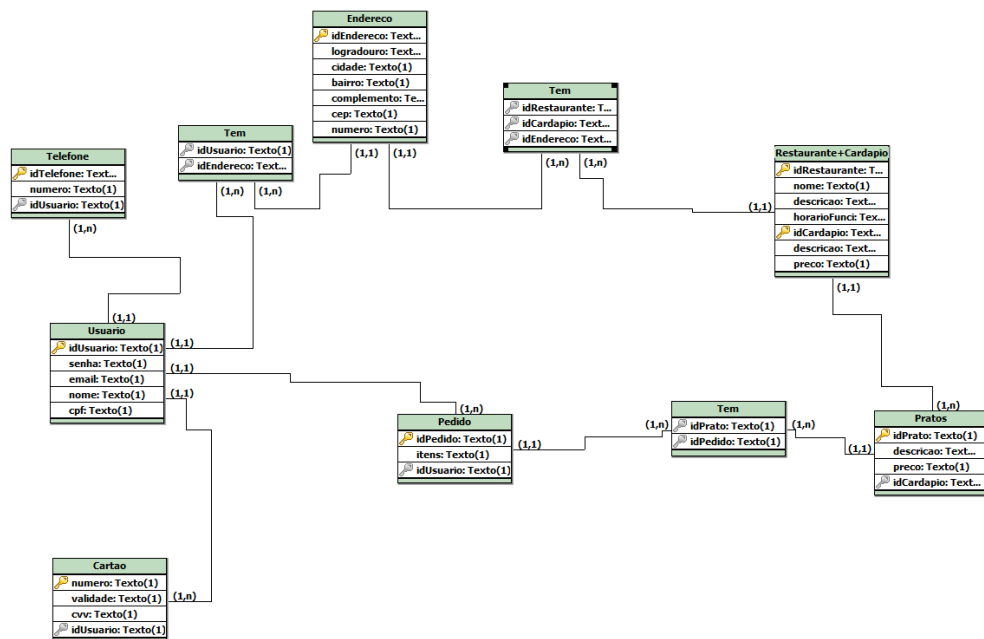 Endereco
idEndereco: Text...
logradouro: Text...
cidade: Texto(1)
bairro: Texto(1)
complemento: Te...
cep: Texto(1)
numero: Texto(1)
(1,1)
(1,1)
Tem
idRestaurante: T...
idCardapio: Text...
idEndereco: Text...
(1,n)
(1,n)
Tem
idUsuario: Texto(1)
idEndereco: Text...
(1,n)
(1,n)
Telefone
idTelefone: Text...
numero: Texto(1)
idUsuario: Texto(1)
(1,n)
(1,1)
Restaurante+Cardapio
idRestaurante: T...
nome: Texto(1)
descricao: Text...
horarioFunci: Tex...
idCardapio: Text...
descricao: Text...
preco: Texto(1)
(1,1)
(1,1)
Usuario
idUsuario: Texto(1)
senha: Texto(1)
email: Texto(1)
nome: Texto(1)
cpf: Texto(1)
(1,1)
(1,1)
(1,1)
(1,n)
Pedido
idPedido: Texto(1)
itens: Texto(1)
idUsuario: Texto(1)
(1,1)
(1,n)
Tem
idPrato: Texto(1)
idPedido: Texto(1)
(1,n)
(1,1)
(1,n)
Pratos
idPrato: Texto(1)
descricao: Text...
preco: Texto(1)
idCardapio: Text...
Cartao
numero: Texto(1)
validade: Texto(1)
cvv: Texto(1)
idUsuario: Texto(1)
(1,n)